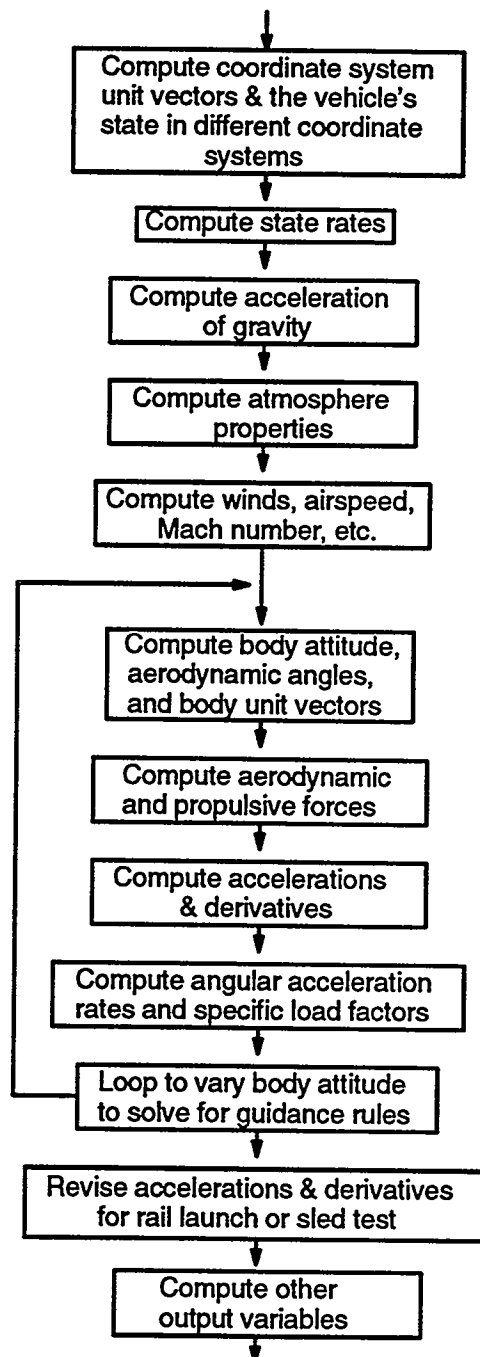 Compute coordinate system
unit vectors & the vehicle's
state in different coordinate
systems
Compute state rates
Compute acceleration
of gravity
Compute atmosphere
properties
Compute winds, airspeed,
Mach number, etc.
Compute body attitude,
aerodynamic angles,
and body unit vectors
Compute aerodynamic
and propulsive forces
Compute accelerations
& derivatives
Compute angular acceleration
rates and specific load factors
Loop to vary body attitude
to solve for guidance rules
Revise accelerations & derivatives
for rail launch or sled test
Compute other
output variables